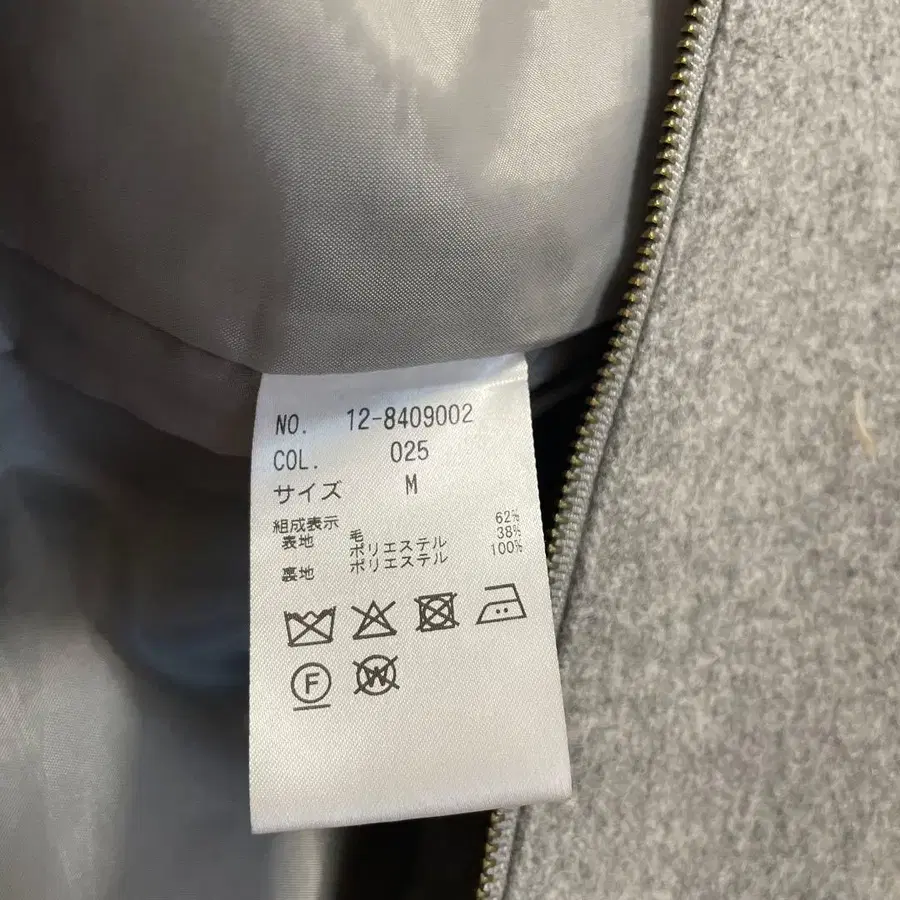 NO. 12-8409002
COL. 025
サイズ M
組成表示
表地 毛 62%
ポリエステル 38%
裏地 ポリエステル 100%
F W